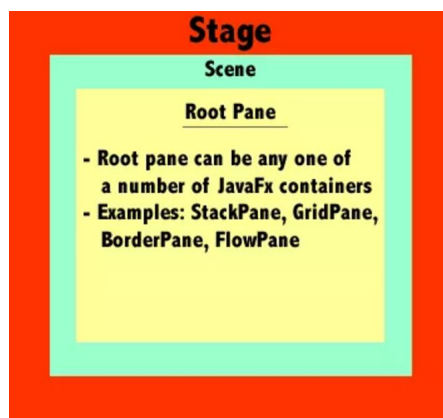 Stage
Scene
Root Pane
- Root pane can be any one of
a number of JavaFx containers
- Examples: StackPane, GridPane,
BorderPane, FlowPane